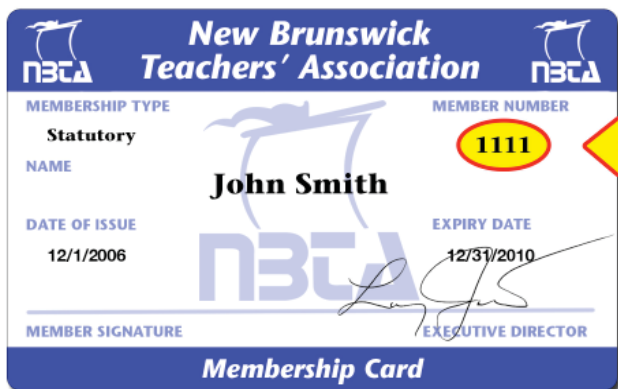 NBTA
New Brunswick
Teachers' Association
NBTA
MEMBERSHIP TYPE
Statutory
MEMBER NUMBER
1111
NAME
John Smith
DATE OF ISSUE
12/1/2006
EXPIRY DATE
12/31/2010
NBTA
MEMBER SIGNATURE
EXECUTIVE DIRECTOR
Membership Card